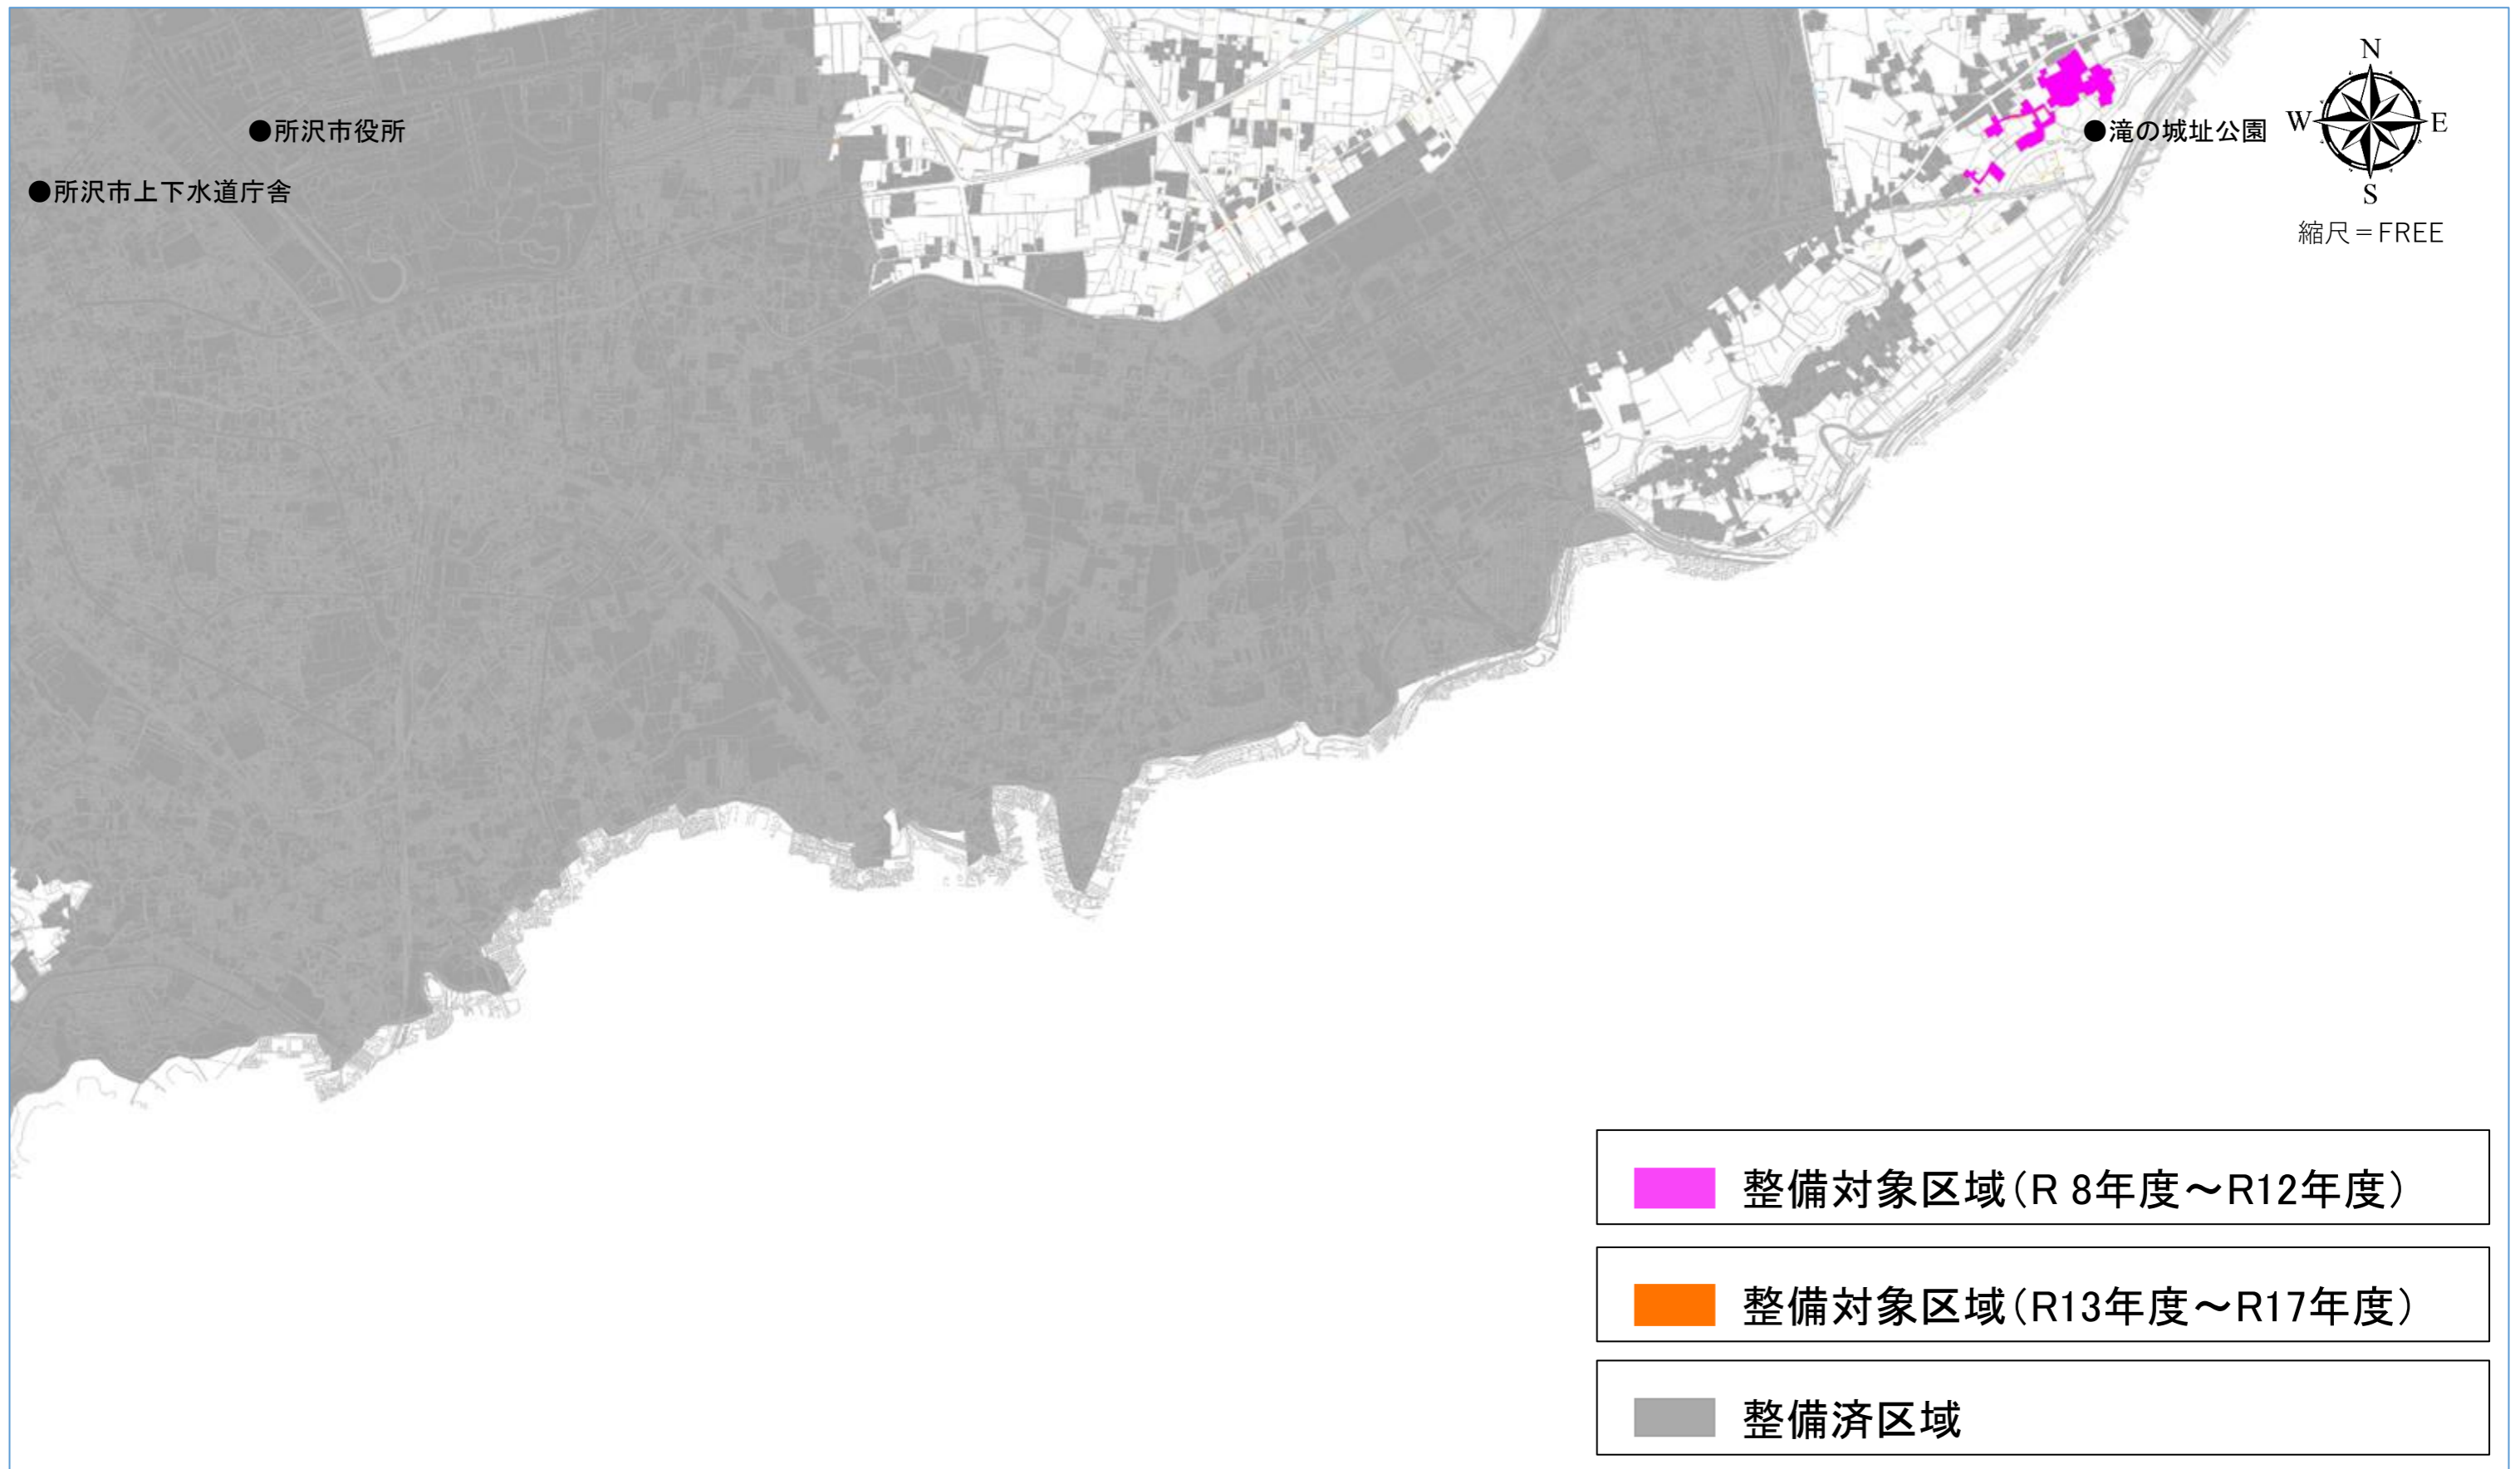 ●所沢市役所
●所沢市上下水道庁舎
●滝の城址公園
N
W
E
S
縮尺＝FREE
整備対象区域（R 8年度～R12年度）
整備対象区域（R13年度～R17年度）
整備済区域